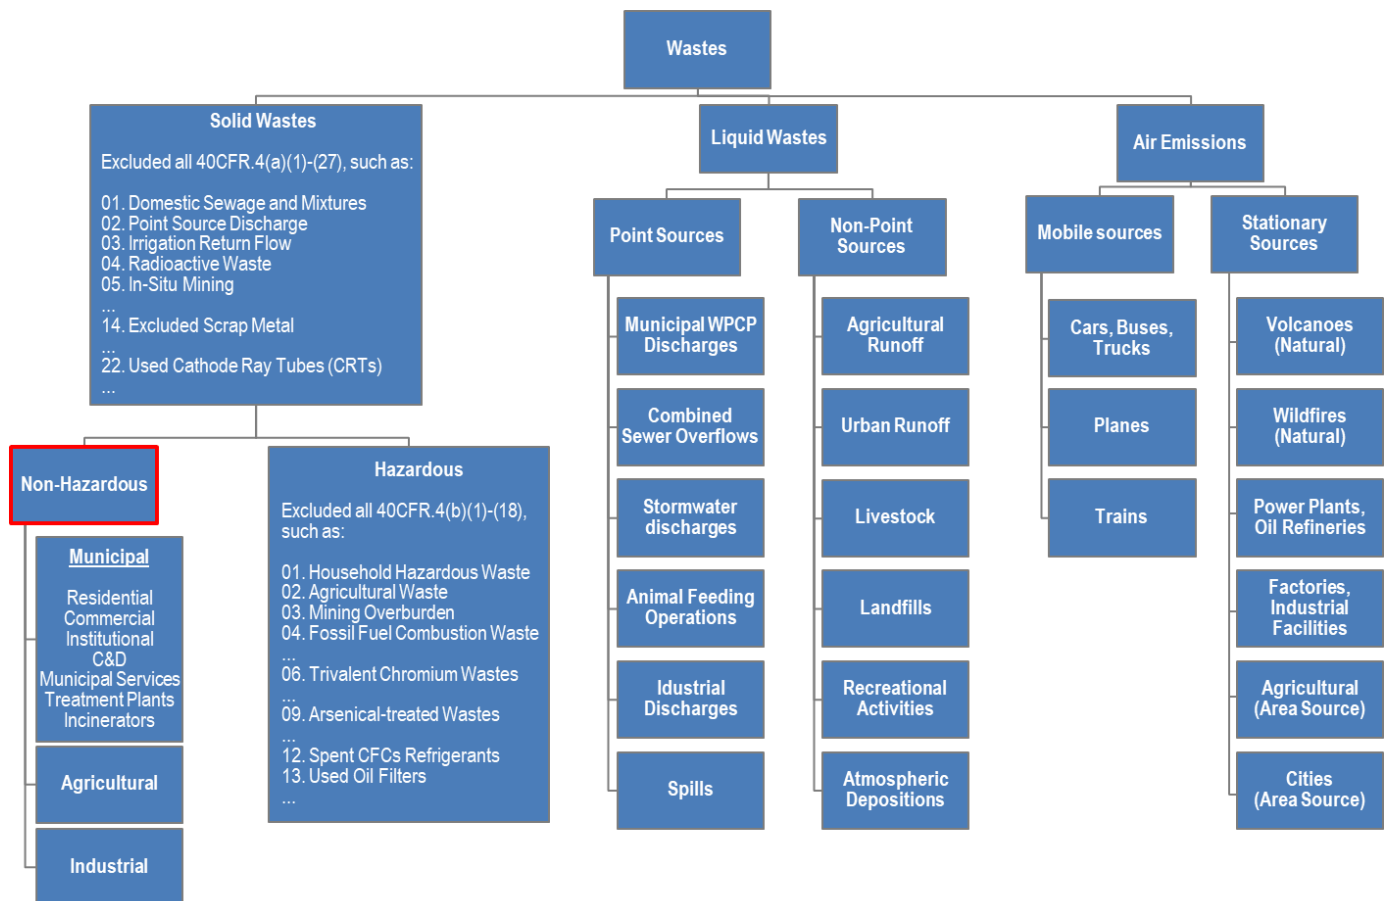 Wastes
Solid Wastes
Excluded all 40CFR.4(a)(1)-(27), such as:
01. Domestic Sewage and Mixtures
02. Point Source Discharge
03. Irrigation Return Flow
04. Radioactive Waste
05. In-Situ Mining
...
14. Excluded Scrap Metal
...
22. Used Cathode Ray Tubes (CRTs)
...
Non-Hazardous
Municipal
Residential
Commercial
Institutional
C&D
Municipal Services
Treatment Plants
Incinerators
Agricultural
Industrial
Hazardous
Excluded all 40CFR.4(b)(1)-(18),
such as:
01. Household Hazardous Waste
02. Agricultural Waste
03. Mining Overburden
04. Fossil Fuel Combustion Waste
...
06. Trivalent Chromium Wastes
...
09. Arsenical-treated Wastes
...
12. Spent CFCs Refrigerants
13. Used Oil Filters
...
Liquid Wastes
Point Sources
Municipal WPCP
Discharges
Combined
Sewer Overflows
Stormwater
discharges
Animal Feeding
Operations
Idustrial
Discharges
Spills
Non-Point
Sources
Agricultural
Runoff
Urban Runoff
Livestock
Landfills
Recreational
Activities
Atmospheric
Depositions
Air Emissions
Mobile sources
Cars, Buses,
Trucks
Planes
Trains
Stationary
Sources
Volcanoes
(Natural)
Wildfires
(Natural)
Power Plants,
Oil Refineries
Factories,
Industrial
Facilities
Agricultural
(Area Source)
Cities
(Area Source)